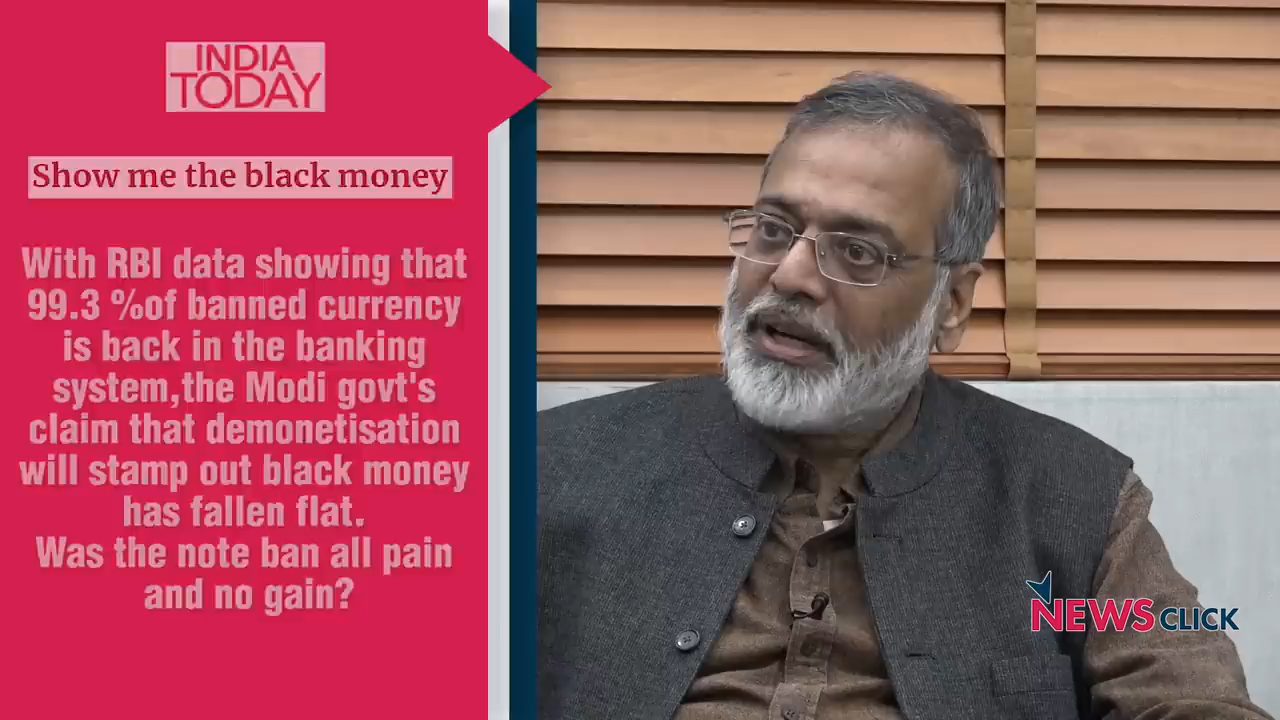 INDIA
TODAY
Show me the black money
With RBI data showing that
99.3 %of banned currency
is back in the banking
system,the Modi govt's
claim that demonetisation
will stamp out black money
has fallen flat.
Was the note ban all pain
and no gain?
NEWSCLICK